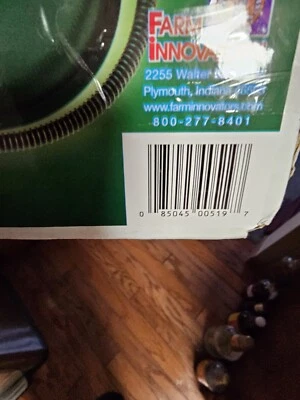 FARM
INNOVATORS
2255 Walter
Plymouth, Indiana
www.farminnovators.com
800-277-8401
0 85045 00519 7